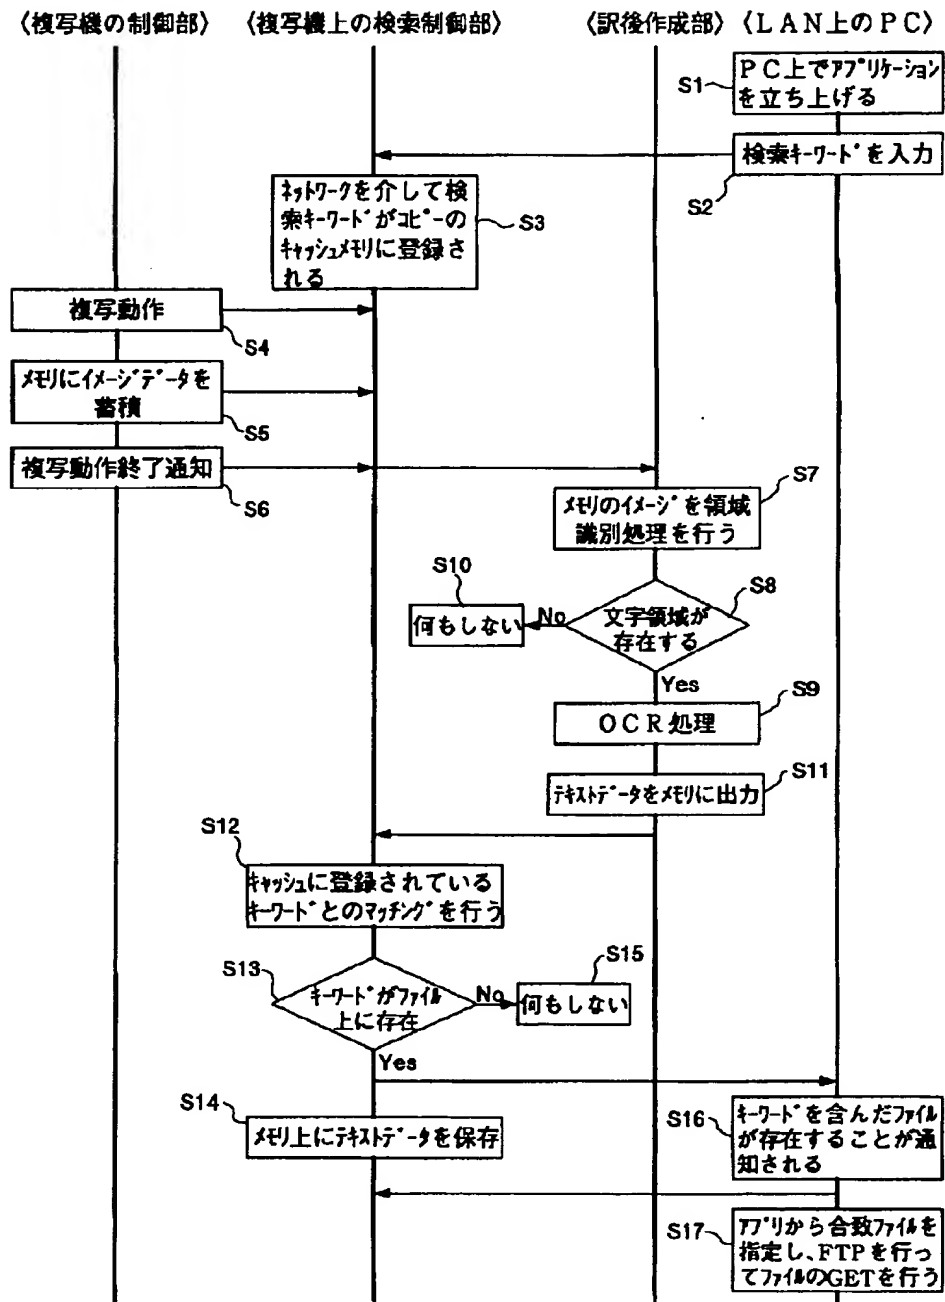 〈複写機の制御部〉 〈複写機上の検索制御部〉 〈訳後作成部〉 〈LAN上のPC〉
S1
PC上でアプリケーション
を立ち上げる
検索キーワードを入力
S2
ネットワークを介して検
索キーワードがコピーの
キャッシュメモリに登録さ
れる
S3
複写動作
S4
メモリにイメージデータを
蓄積
S5
複写動作終了通知
S6
S7
メモリのイメージを領域
識別処理を行う
S10
何もしない
No
S8
文字領域が
存在する
Yes
S9
OCR処理
S11
テキストデータをメモリに出力
S12
キャッシュに登録されている
キーワードとのマッチングを行う
S13
キーワードがファイル
上に存在
No
S15
何もしない
Yes
S14
メモリ上にテキストデータを保存
S16
キーワードを含んだファイル
が存在することが通
知される
S17
アプリから合致ファイルを
指定し、FTPを行っ
てファイルのGETを行う